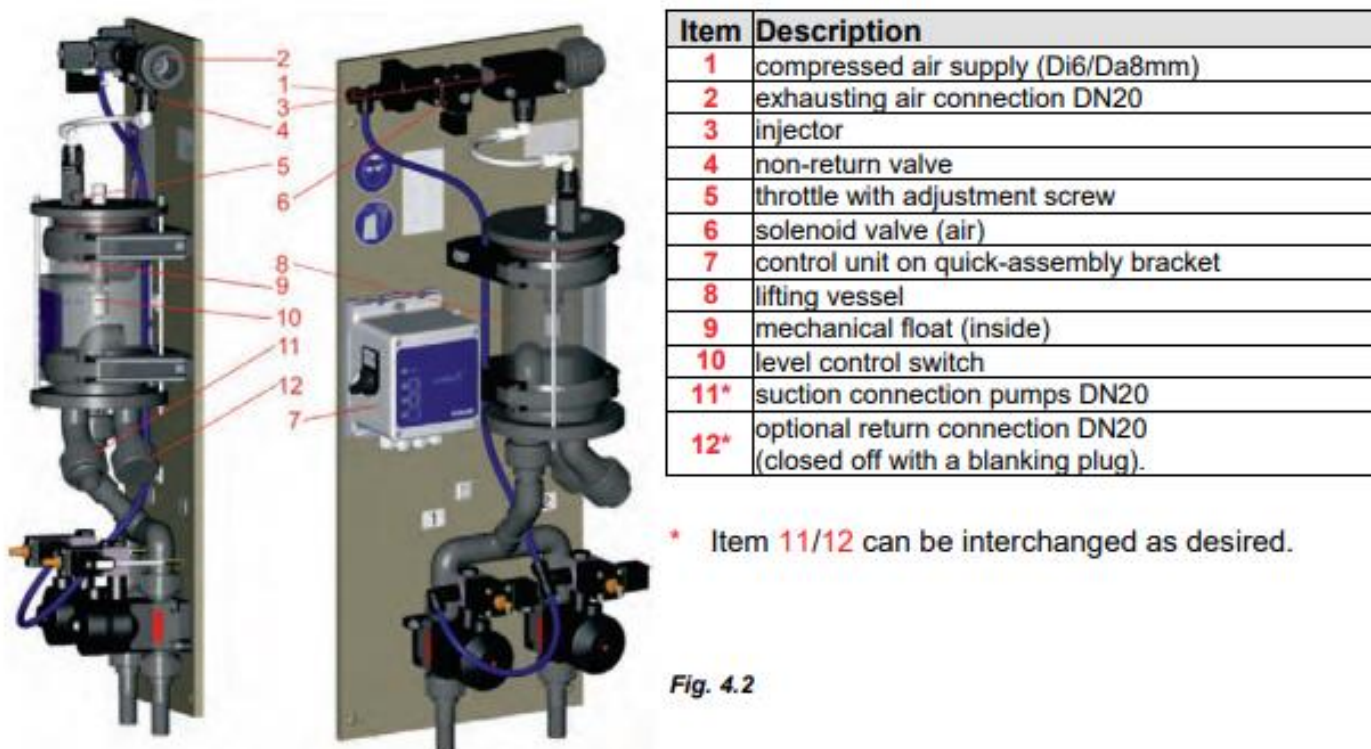 1
2
3
4
5
6
7
8
9
10
11
12
1
2
Item Description
1 compressed air supply (Di6/Da8mm)
2 exhausting air connection DN20
3 injector
4 non-return valve
5 throttle with adjustment screw
6 solenoid valve (air)
7 control unit on quick-assembly bracket
8 lifting vessel
9 mechanical float (inside)
10 level control switch
11* suction connection pumps DN20
12* optional return connection DN20
(closed off with a blanking plug).
* Item 11/12 can be interchanged as desired.
Fig. 4.2